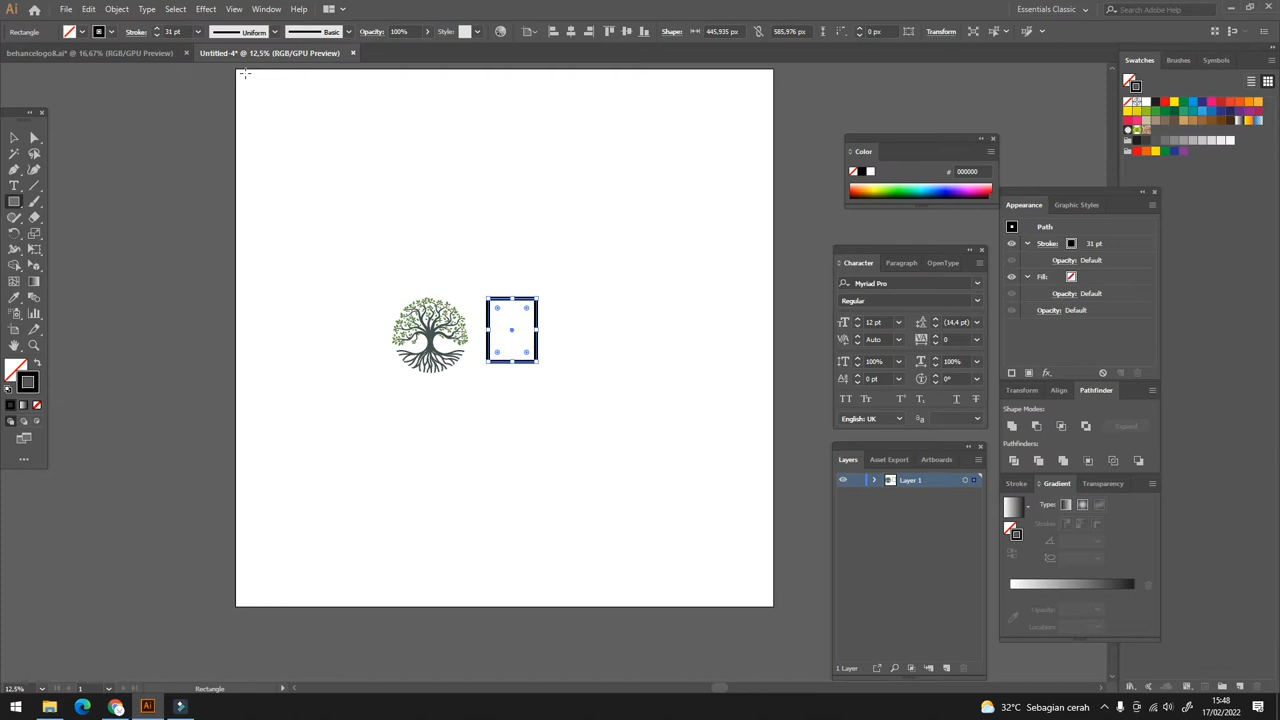 File Edit Object Type Select Effect View Window Help Essentials Classic Search Adobe Help
Rectangle Stroke: 31 pt Uniform Basic Opacity: 100% Style: Shape: 445,935 px 585,976 px 0 px Transform
behancelogo8.ai* @ 16,67% (RGB/GPU Preview) × Untitled-4* @ 12,5% (RGB/GPU Preview) ×
Swatches Brushes Symbols
Color
# 000000
Appearance Graphic Styles
Path
Stroke: 31 pt
Opacity: Default
Fill:
Opacity: Default
Opacity: Default
Character Paragraph OpenType
Myriad Pro
Regular
12 pt (14,4 pt)
Auto 0
100% 100%
0 pt 0°
English: UK
Transform Align Pathfinder
Shape Modes:
Expand
Pathfinders:
Layers Asset Export Artboards
Layer 1
1 Layer
Stroke Gradient Transparency
Type:
Stroke:
Opacity:
Location:
12,5% 1 Rectangle
Ai 32°C Sebagian cerah 15:48
17/02/2022